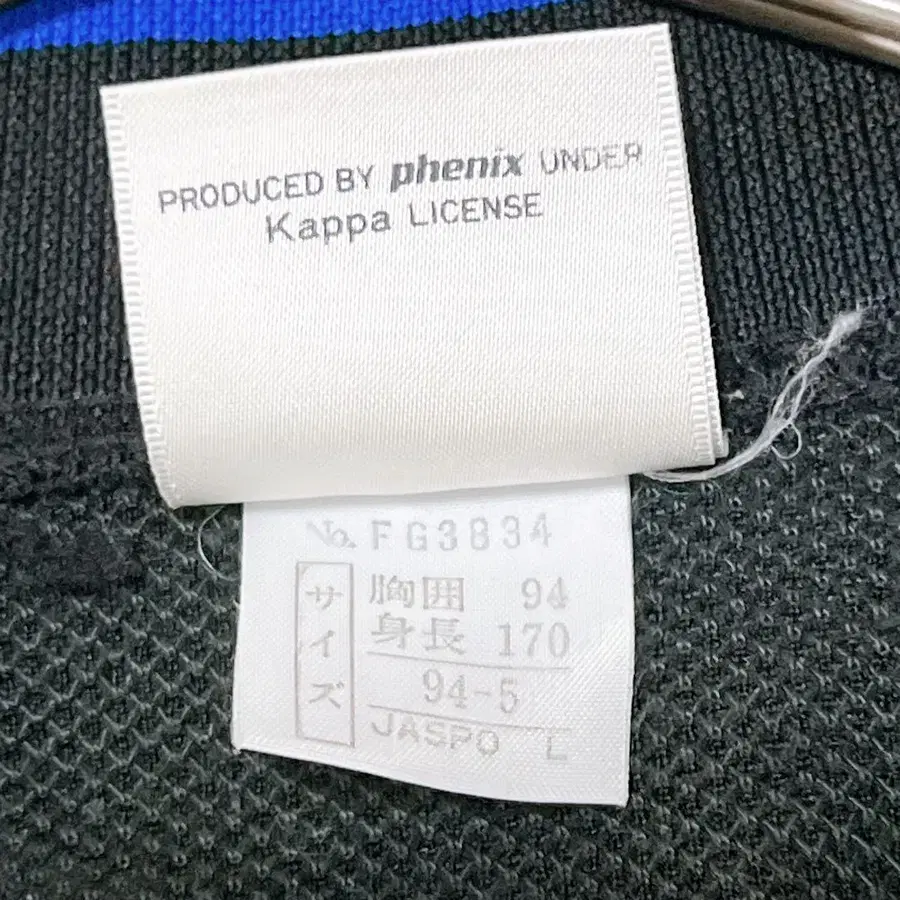 PRODUCED BY phenix UNDER
Kappa LICENSE
No. FG3834
サイズ
胸囲 94
身長 170
94-5
JASPO L